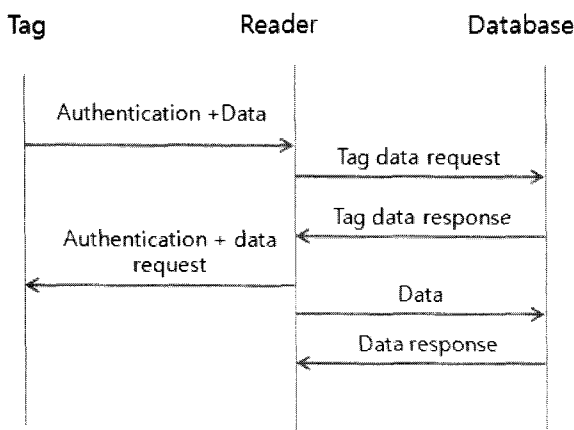 Tag
Reader
Database
Authentication +Data
Tag data request
Tag data response
Authentication + data
request
Data
Data response